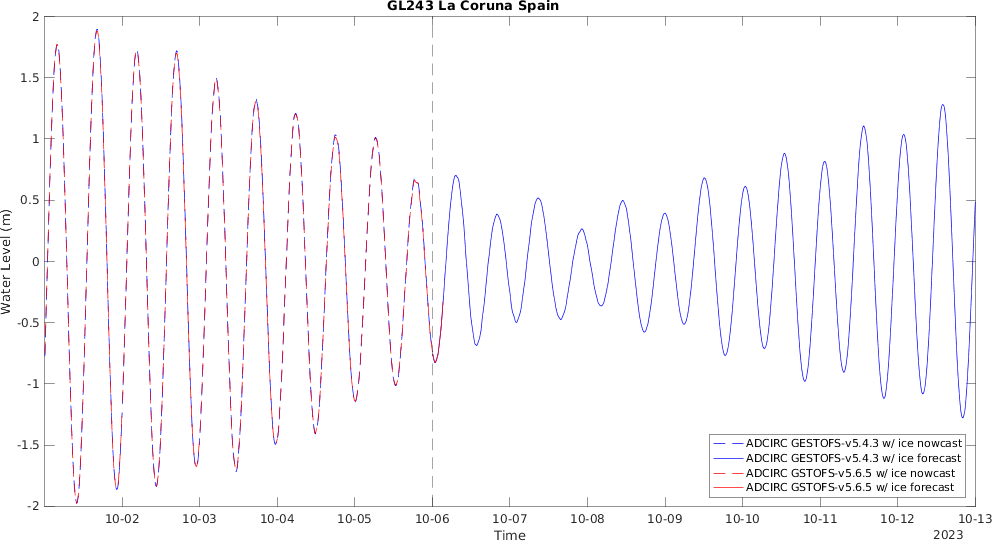 GL243 La Coruna Spain
2
1.5
1
0.5
0
-0.5
-1
-1.5
-2
Water Level (m)
ADCIRC GESTOFS-v5.4.3 w/ ice nowcast
ADCIRC GESTOFS-v5.4.3 w/ ice forecast
ADCIRC GSTOFS-v5.6.5 w/ ice nowcast
ADCIRC GSTOFS-v5.6.5 w/ ice forecast
10-02 10-03 10-04 10-05 10-06 10-07 10-08 10-09 10-10 10-11 10-12 10-13
Time
2023